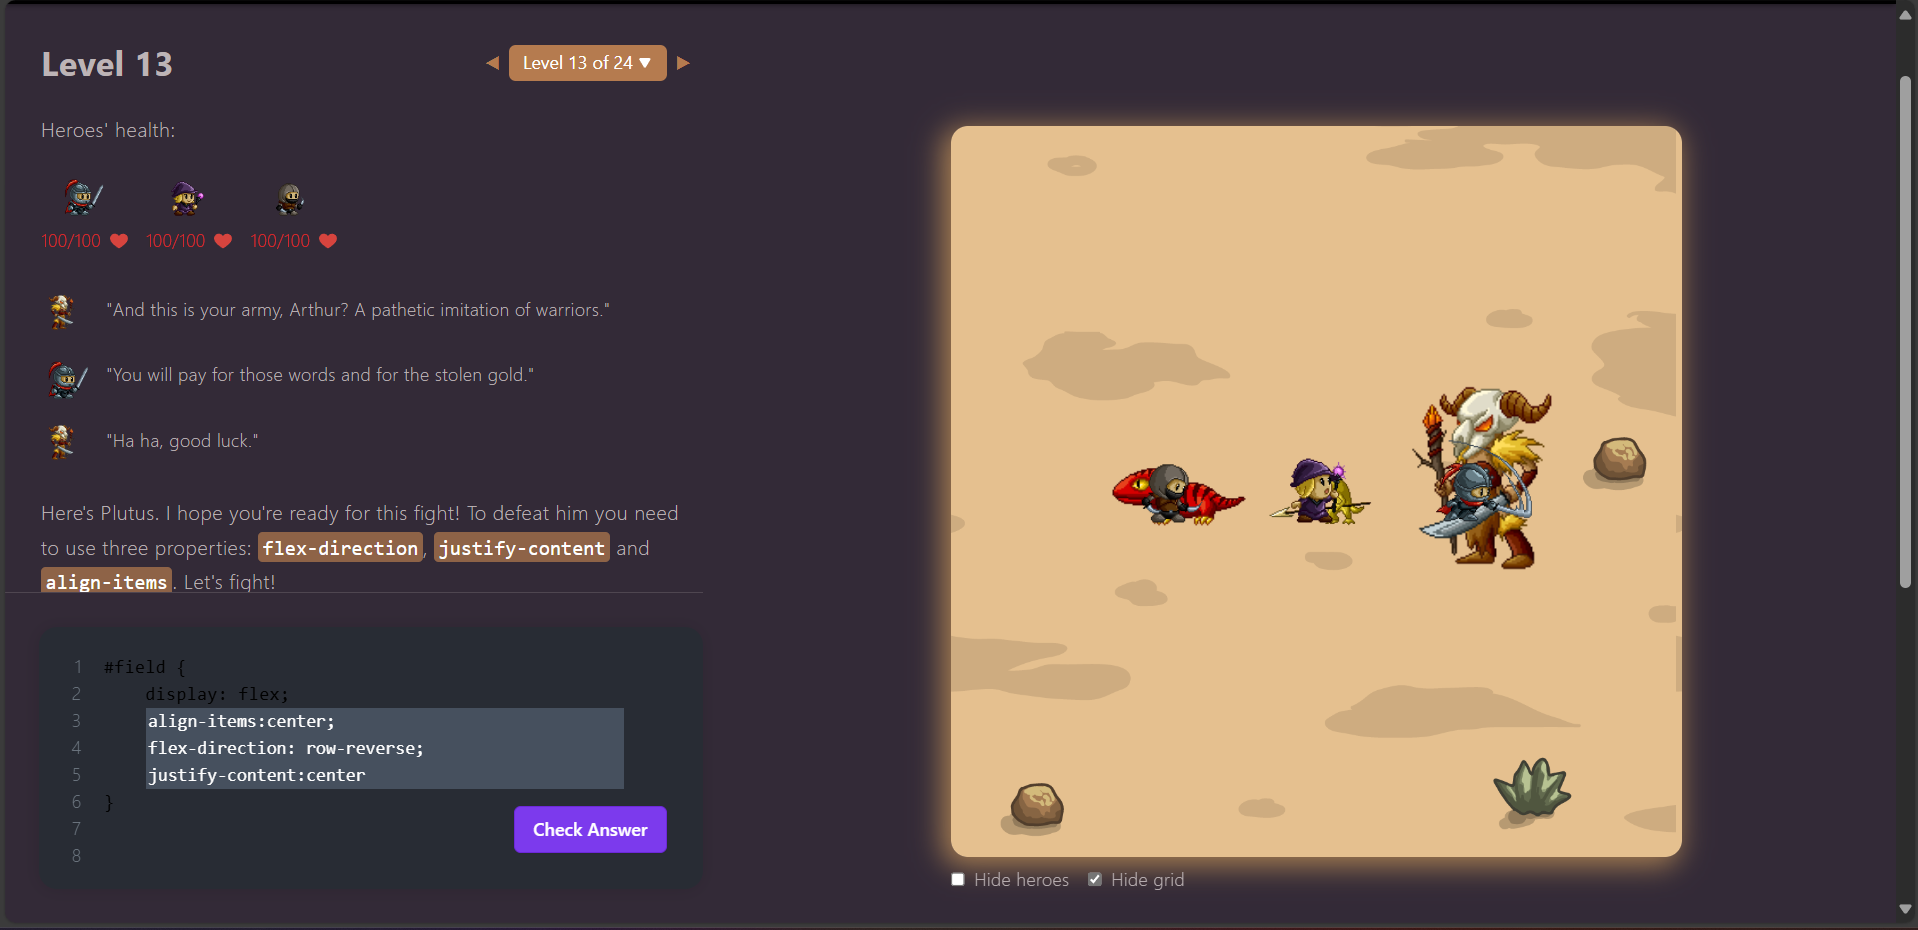 Level 13
◀ Level 13 of 24 ▼ ▶
Heroes' health:
100/100 100/100 100/100
"And this is your army, Arthur? A pathetic imitation of warriors."
"You will pay for those words and for the stolen gold."
"Ha ha, good luck."
Here's Plutus. I hope you're ready for this fight! To defeat him you need
to use three properties: flex-direction, justify-content and
align-items. Let's fight!
1 #field {
2 display: flex;
3 align-items:center;
4 flex-direction: row-reverse;
5 justify-content:center
6 }
7
8
Check Answer
Hide heroes Hide grid